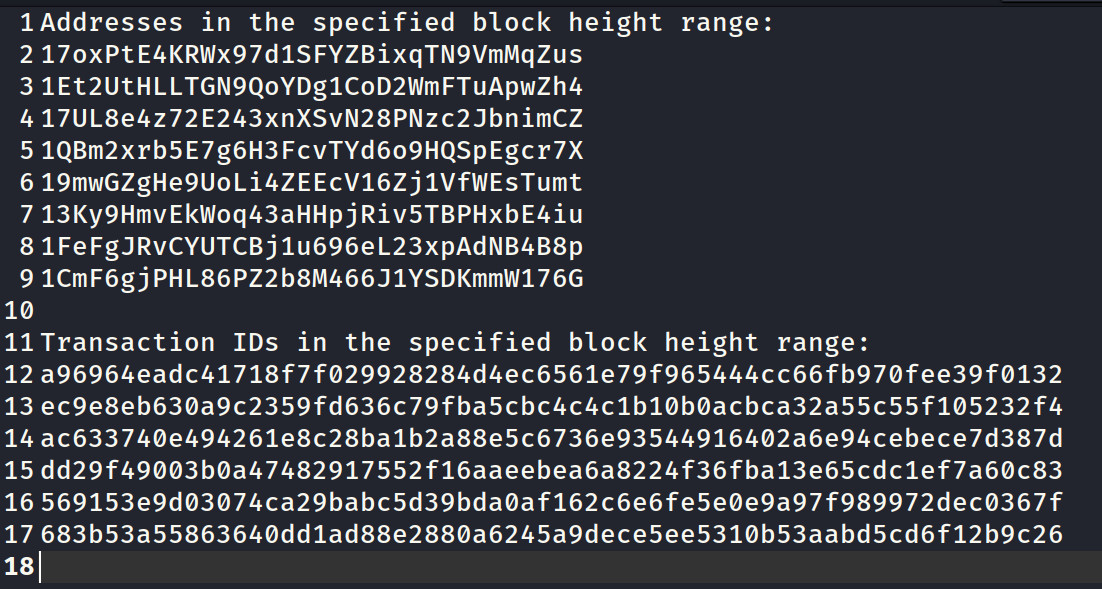 1 Addresses in the specified block height range:
2 17oxPtE4KRWx97d1SFYZBixqTN9VmMqZus
3 1Et2UtHLLTGN9QoYDg1CoD2WmFTuApwZh4
4 17UL8e4z72E243xnXSvN28PNzc2JbnimCZ
5 1QBm2xrb5E7g6H3FcvTYd6o9HQSpEgcr7X
6 19mwGZgHe9UoLi4ZEEcV16Zj1VfWEsTumt
7 13Ky9HmvEkWoq43aHHpjRiv5TBPHxbE4iu
8 1FeFgJRvCYUTCBj1u696eL23xpAdNB4B8p
9 1CmF6gjPHL86PZ2b8M466J1YSDKmmW176G
10
11 Transaction IDs in the specified block height range:
12 a96964eadc41718f7f029928284d4ec6561e79f965444cc66fb970fee39f0132
13 ec9e8eb630a9c2359fd636c79fba5cbc4c4c1b10b0acbca32a55c55f105232f4
14 ac633740e494261e8c28ba1b2a88e5c6736e93544916402a6e94cebece7d387d
15 dd29f49003b0a47482917552f16aaeebea6a8224f36fba13e65cdc1ef7a60c83
16 569153e9d03074ca29babc5d39bda0af162c6e6fe5e0e9a97f989972dec0367f
17 683b53a55863640dd1ad88e2880a6245a9dece5ee5310b53aabd5cd6f12b9c26
18